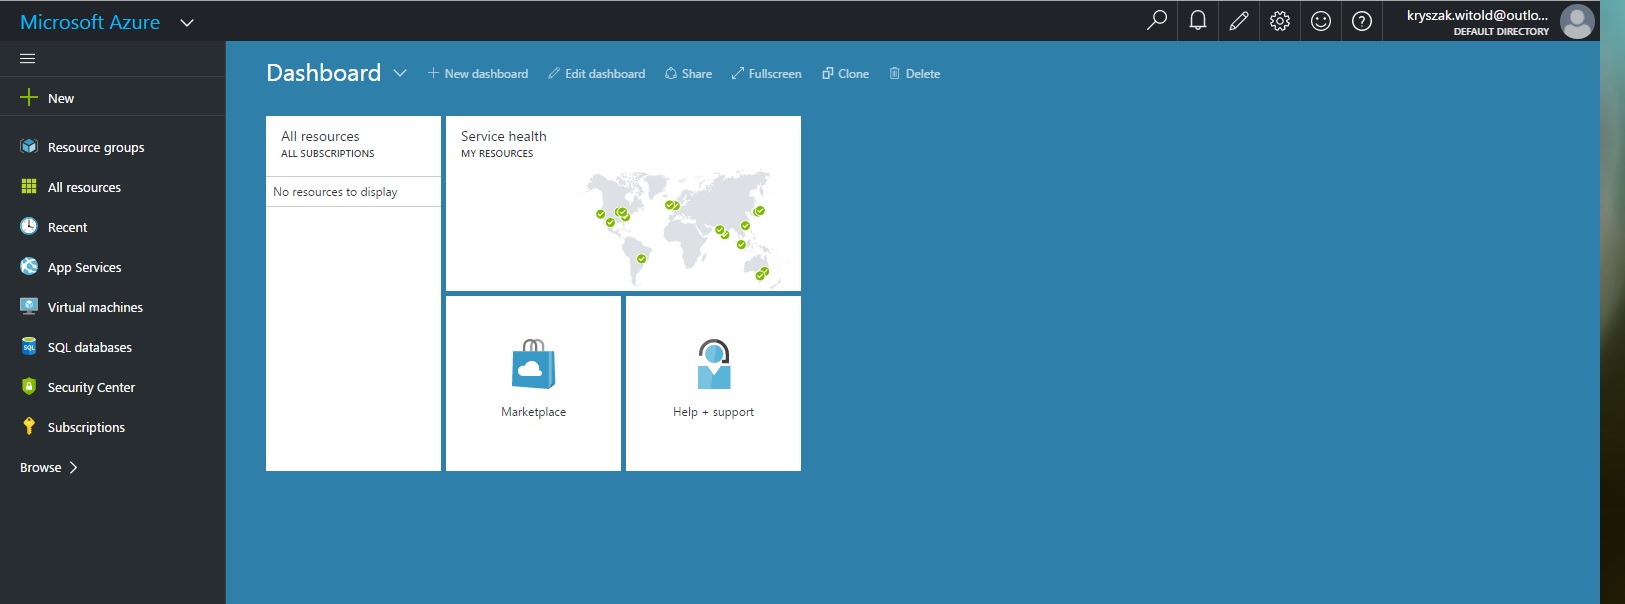 Microsoft Azure
kryszak.witold@outlo...
DEFAULT DIRECTORY
New
Resource groups
All resources
Recent
App Services
Virtual machines
SQL databases
Security Center
Subscriptions
Browse
Dashboard
New dashboard
Edit dashboard
Share
Fullscreen
Clone
Delete
All resources
ALL SUBSCRIPTIONS
No resources to display
Service health
MY RESOURCES
Marketplace
Help + support